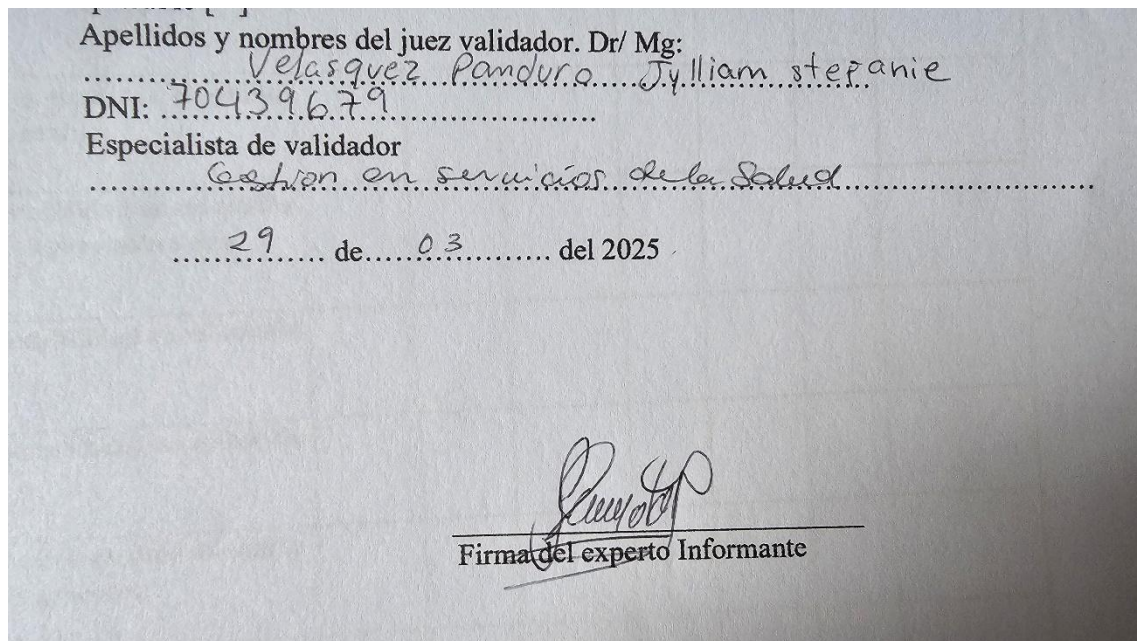 Apellidos y nombres del juez validador. Dr/ Mg:
Velasquez Panduro Jylliam stefanie
DNI: 70439679
Especialista de validador
Gestion en servicios de la Salud
29 de 03 del 2025
Firma del experto Informante